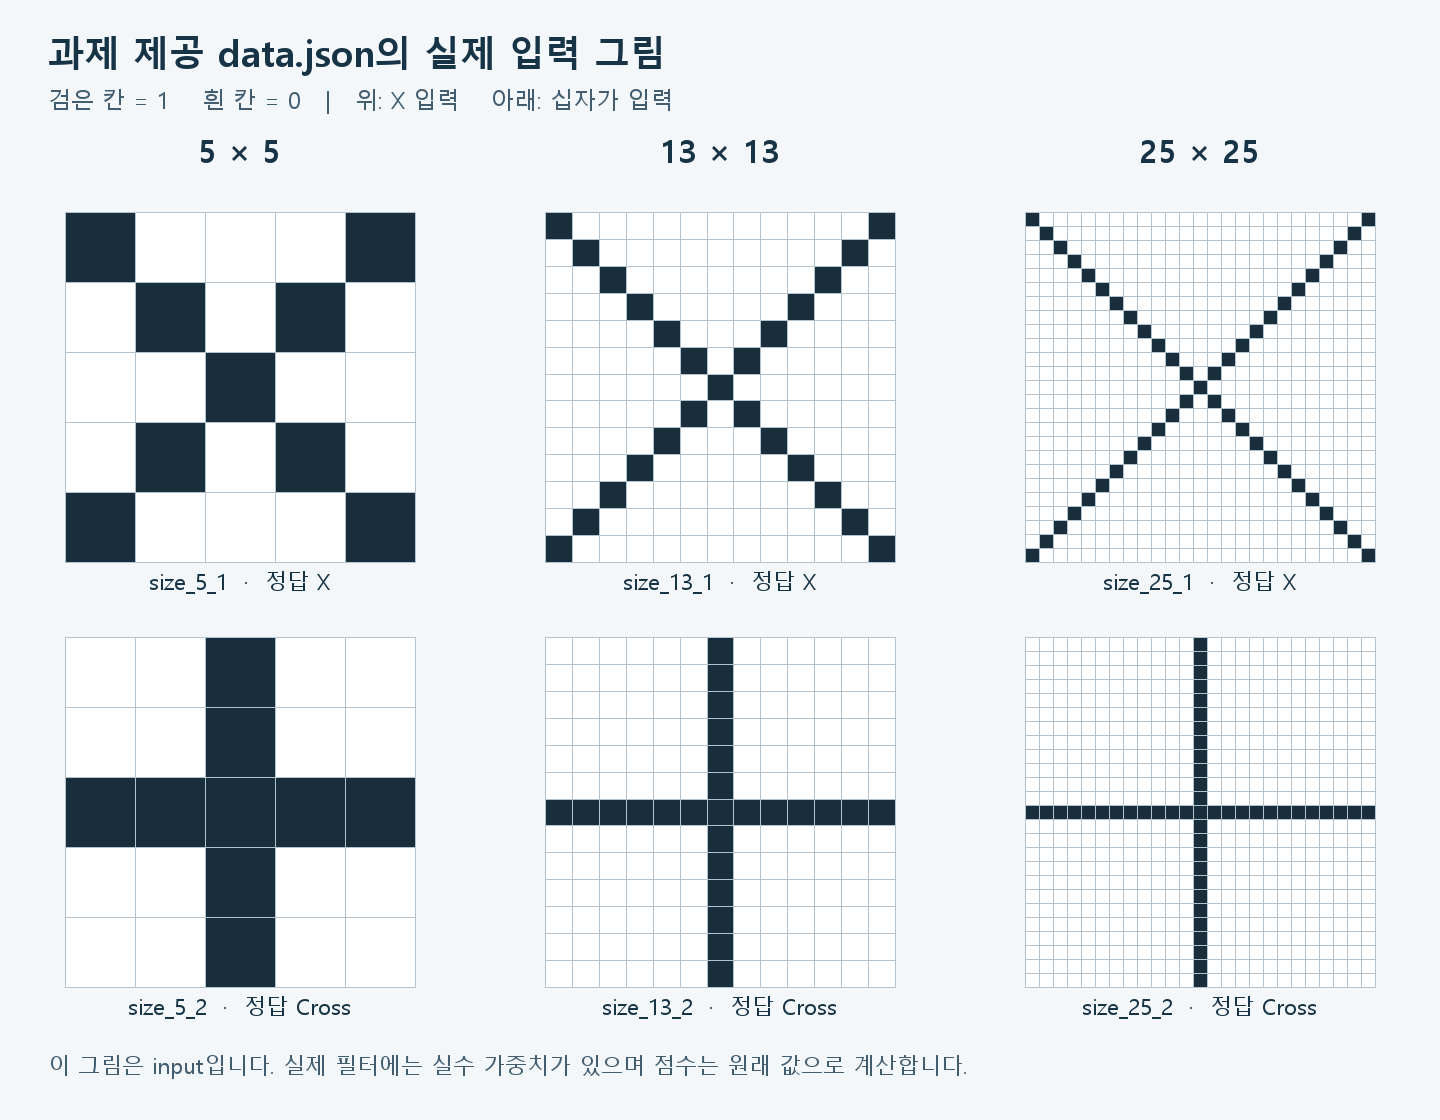 과제 제공 data.json의 실제 입력 그림
검은 칸 = 1 흰 칸 = 0 | 위: X 입력 아래: 십자가 입력
5 × 5 13 × 13 25 × 25
size_5_1 · 정답 X size_13_1 · 정답 X size_25_1 · 정답 X
size_5_2 · 정답 Cross size_13_2 · 정답 Cross size_25_2 · 정답 Cross
이 그림은 input입니다. 실제 필터에는 실수 가중치가 있으며 점수는 원래 값으로 계산합니다.